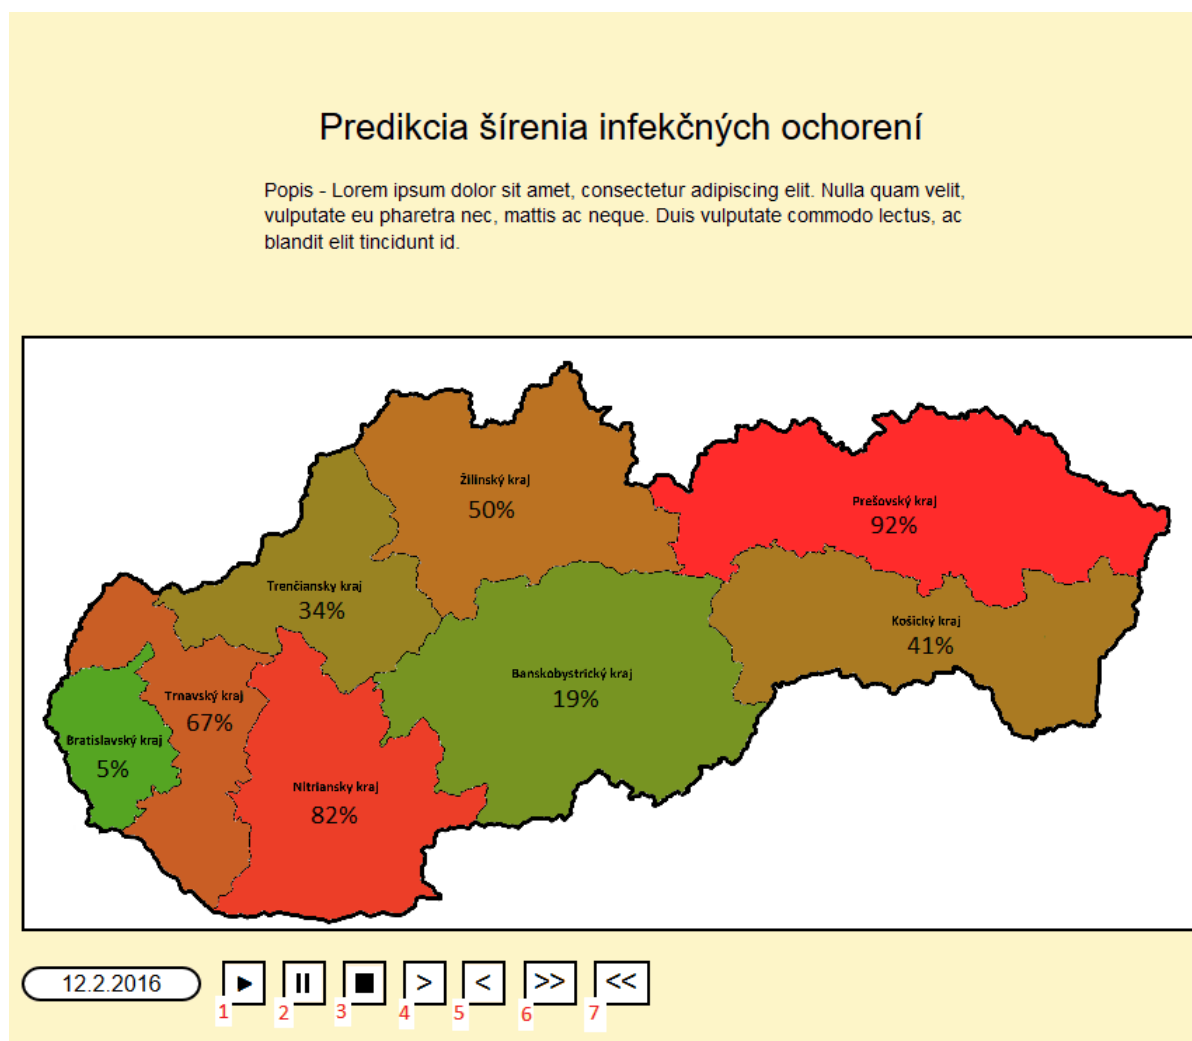 Predikcia šírenia infekčných ochorení
Popis - Lorem ipsum dolor sit amet, consectetur adipiscing elit. Nulla quam velit,
vulputate eu pharetra nec, mattis ac neque. Duis vulputate commodo lectus, ac
blandit elit tincidunt id.
Žilinský kraj
50%
Prešovský kraj
92%
Trenčiansky kraj
34%
Košický kraj
41%
Banskobystrický kraj
19%
Trnavský kraj
67%
Bratislavský kraj
5%
Nitriansky kraj
82%
12.2.2016
> < >> <<
1 2 3 4 5 6 7